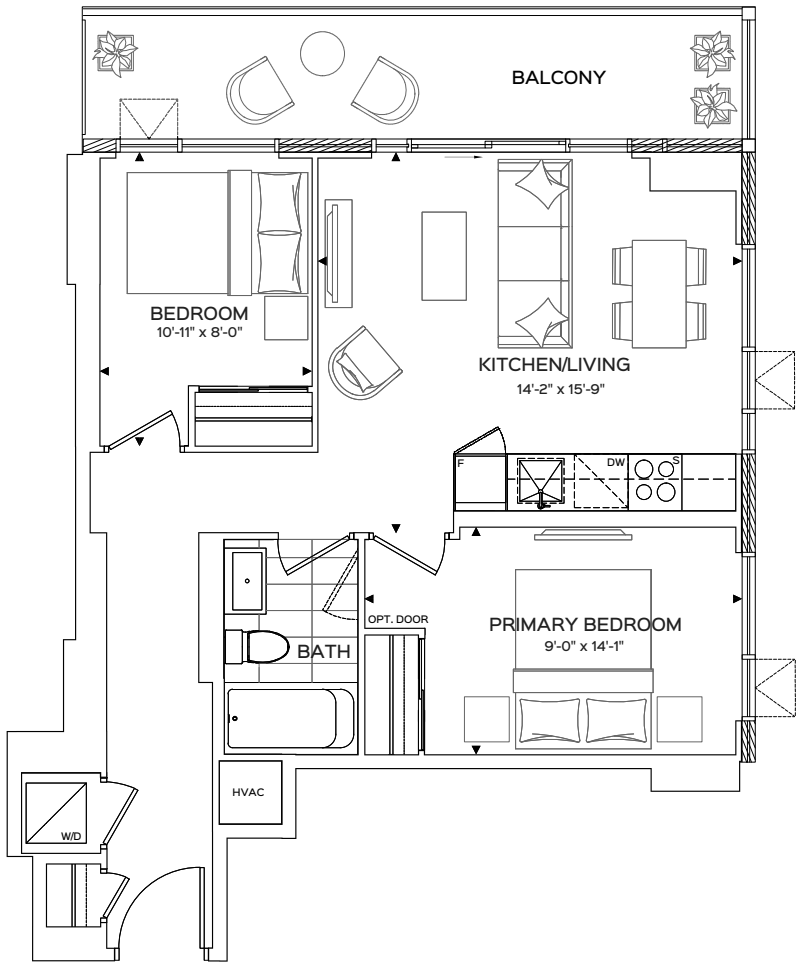 BALCONY
BEDROOM
10'-11" x 8'-0"
KITCHEN/LIVING
14'-2" x 15'-9"
F
DW
S
OPT. DOOR
PRIMARY BEDROOM
9'-0" x 14'-1"
BATH
HVAC
W/D